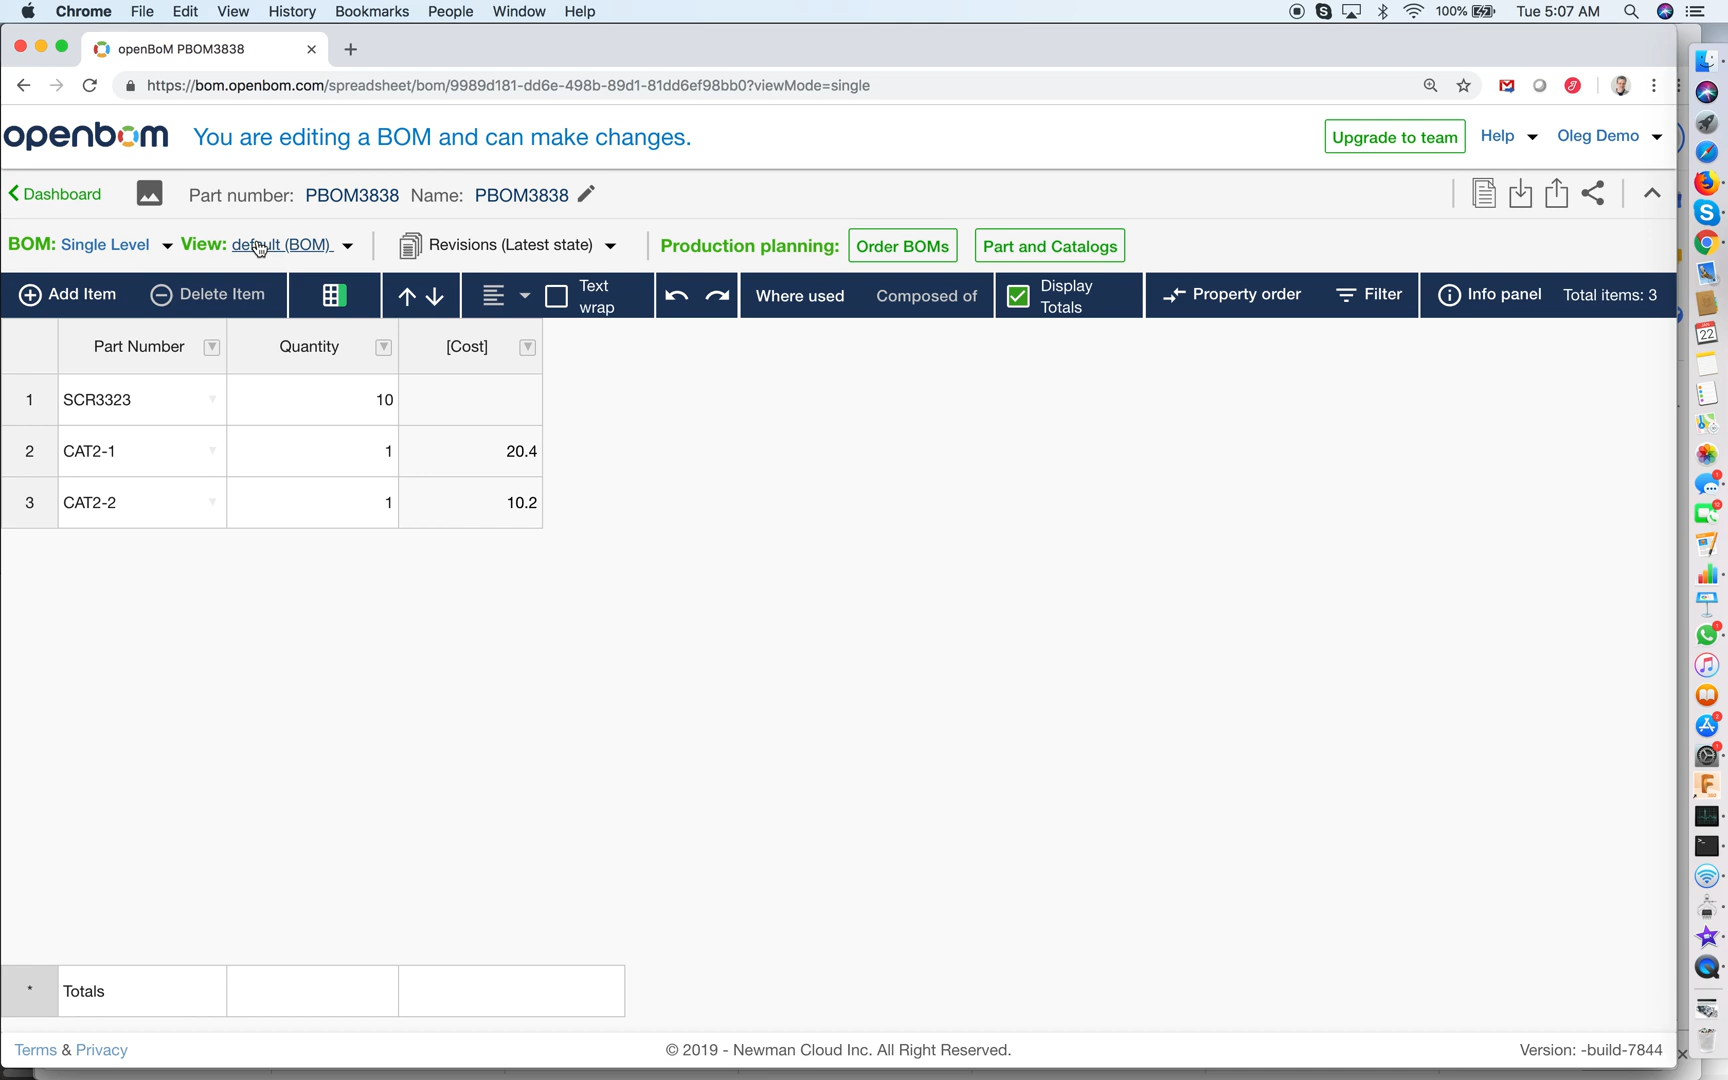 Chrome File Edit View History Bookmarks People Window Help 100% Tue 5:07 AM
openBoM PBOM3838
https://bom.openbom.com/spreadsheet/bom/9989d181-dd6e-498b-89d1-81dd6ef98bb0?viewMode=single
openbom You are editing a BOM and can make changes. Upgrade to team Help Oleg Demo
Dashboard Part number: PBOM3838 Name: PBOM3838
BOM: Single Level View: default (BOM) Revisions (Latest state) Production planning: Order BOMs Part and Catalogs
Add Item Delete Item Text wrap Where used Composed of Display Totals Property order Filter Info panel Total items: 3
Part Number Quantity [Cost]
1 SCR3323 10
2 CAT2-1 1 20.4
3 CAT2-2 1 10.2
* Totals
Terms & Privacy © 2019 - Newman Cloud Inc. All Right Reserved. Version: -build-7844
22